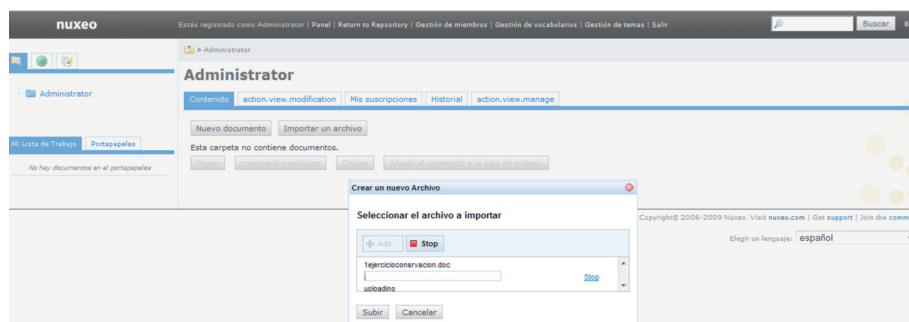 nuxeo
Estás registrado como Administrator | Panel | Return to Repository | Gestión de miembros | Gestión de vocabularios | Gestión de temas | Salir
Buscar
> Administrator
Administrator
Administrator
Contenido action.view.modification Mis suscripciones Historial action.view.manage
Nuevo documento Importar un archivo
Mi Lista de Trabajo Portapapeles
Esta carpeta no contiene documentos.
No hay documentos en el portapapeles
Pegar command.trashDocs Copiar Añadir el contenido a la lista de trabajo
Crear un nuevo Archivo
Seleccionar el archivo a importar
Add... Stop
1ejercicioconsrvacion.doc
Stop
uploading
Subir Cancelar
Copyright© 2006-2009 Nuxeo. Visit nuxeo.com | Get support | Join the comm
Elegir un lenguaje: español